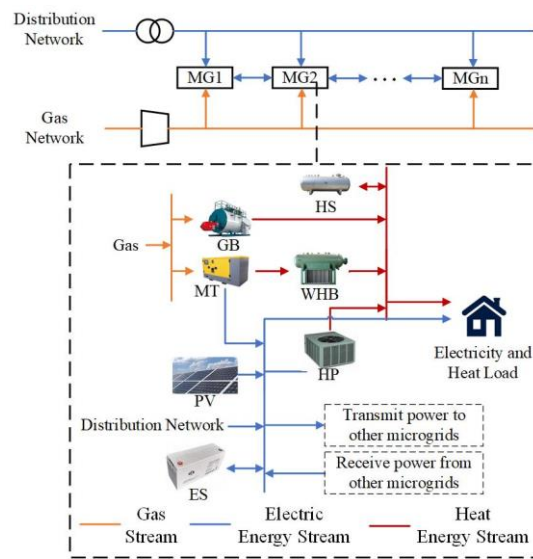 Distribution
Network
MG1
MG2
...
MGn
Gas
Network
HS
GB
Gas
MT
WHB
HP
Electricity and
Heat Load
PV
Distribution Network
Transmit power to
other microgrids
Receive power from
other microgrids
ES
Gas
Stream
Electric
Energy Stream
Heat
Energy Stream